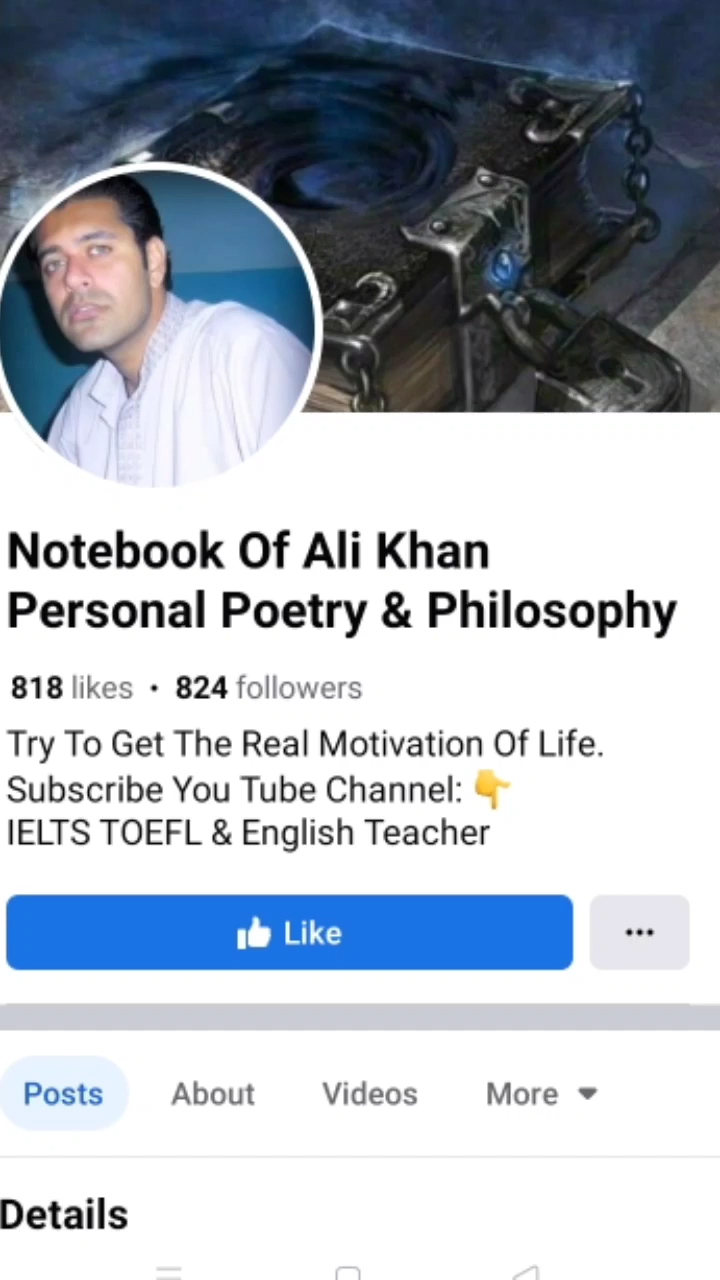 Notebook Of Ali Khan
Personal Poetry & Philosophy
818 likes • 824 followers
Try To Get The Real Motivation Of Life.
Subscribe You Tube Channel: 👇
IELTS TOEFL & English Teacher
Like
Posts About Videos More
Details